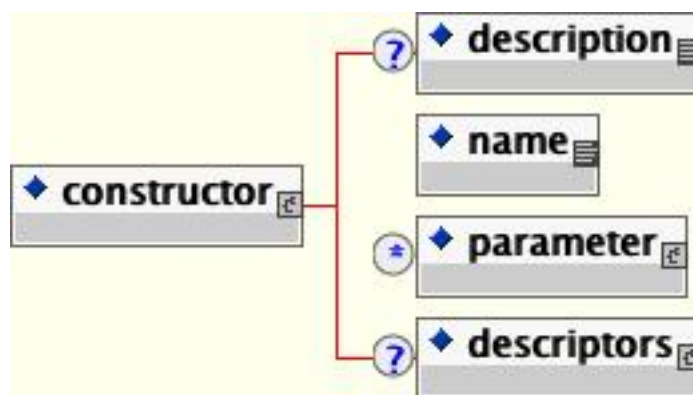 ? description
name
constructor
* parameter
? descriptors